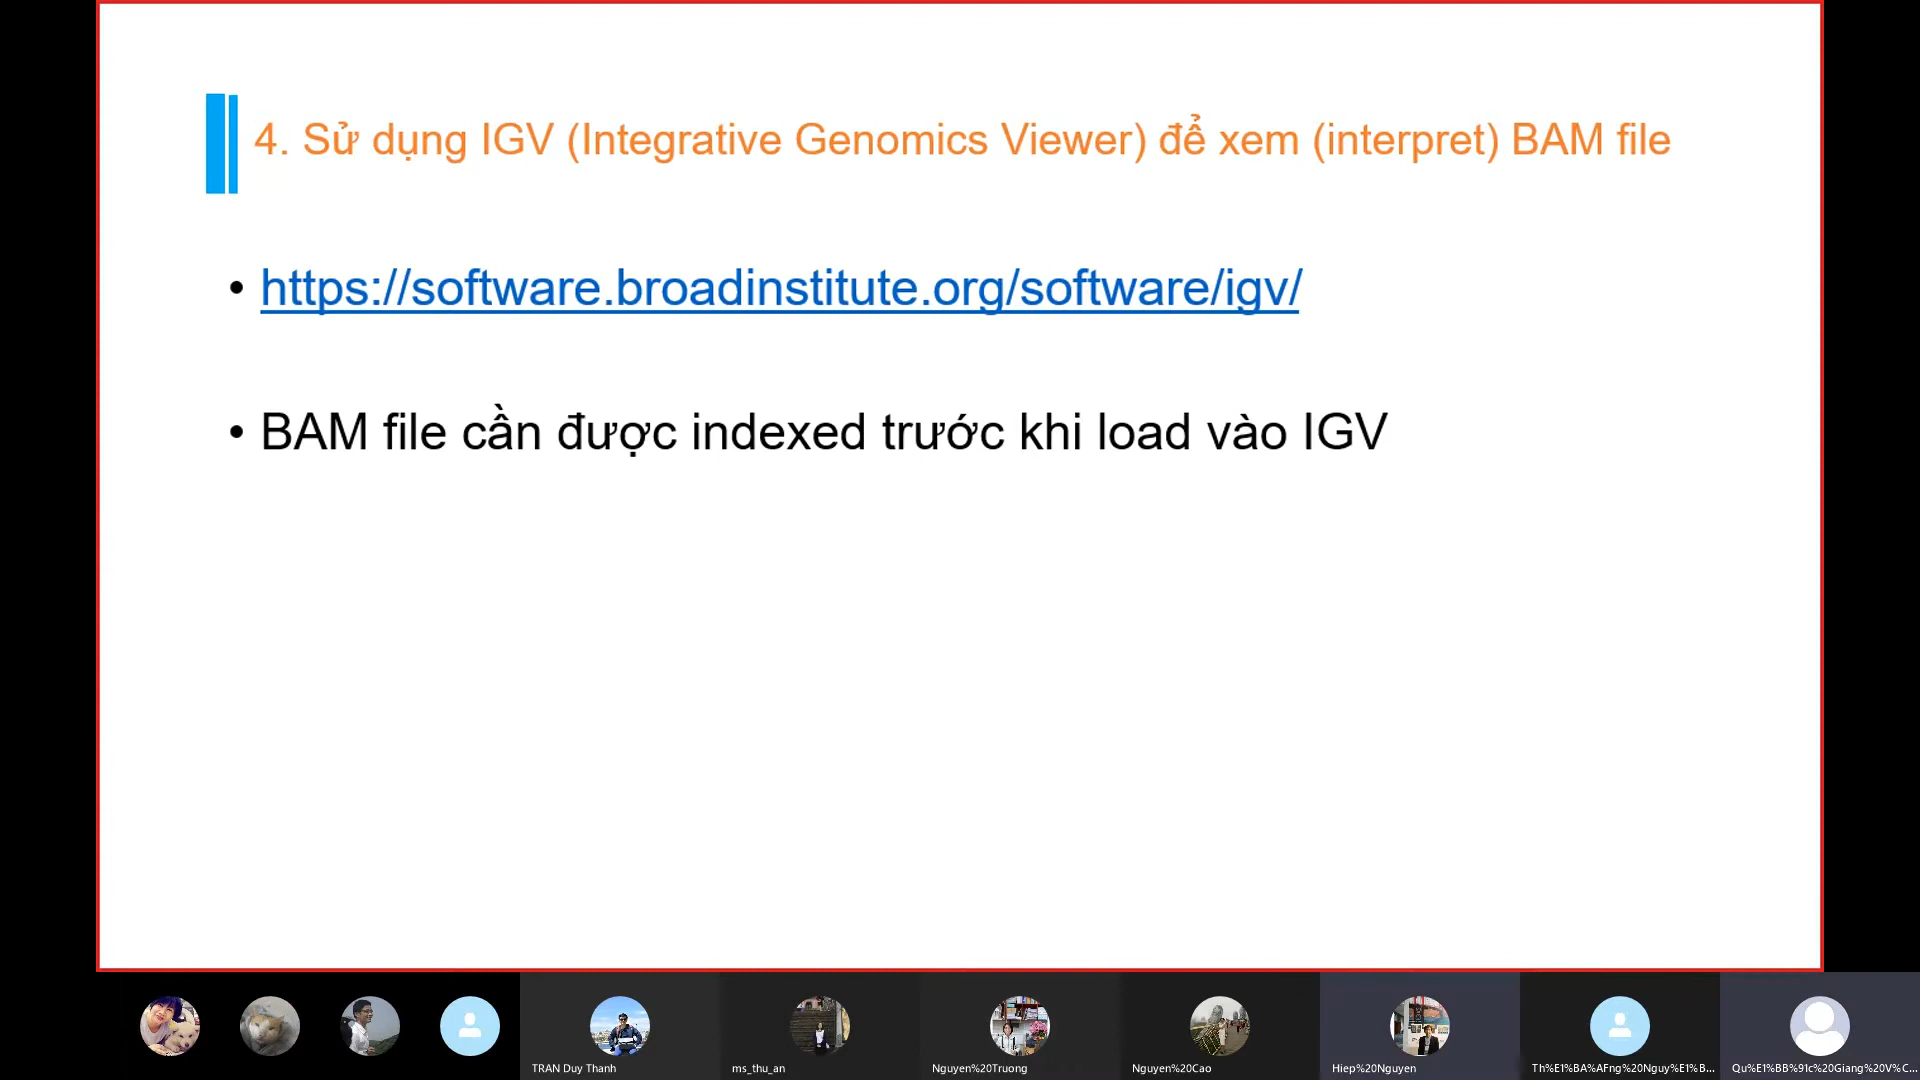 4. Sử dụng IGV (Integrative Genomics Viewer) để xem (interpret) BAM file
• https://software.broadinstitute.org/software/igv/
• BAM file cần được indexed trước khi load vào IGV
TRAN Duy Thanh
ms_thu_an
Nguyen%20Truong
Nguyen%20Cao
Hiep%20Nguyen
Th%E1%BA%AFng%20Nguy%E1%B...
Qu%E1%BB%91c%20Giang%20V%C...